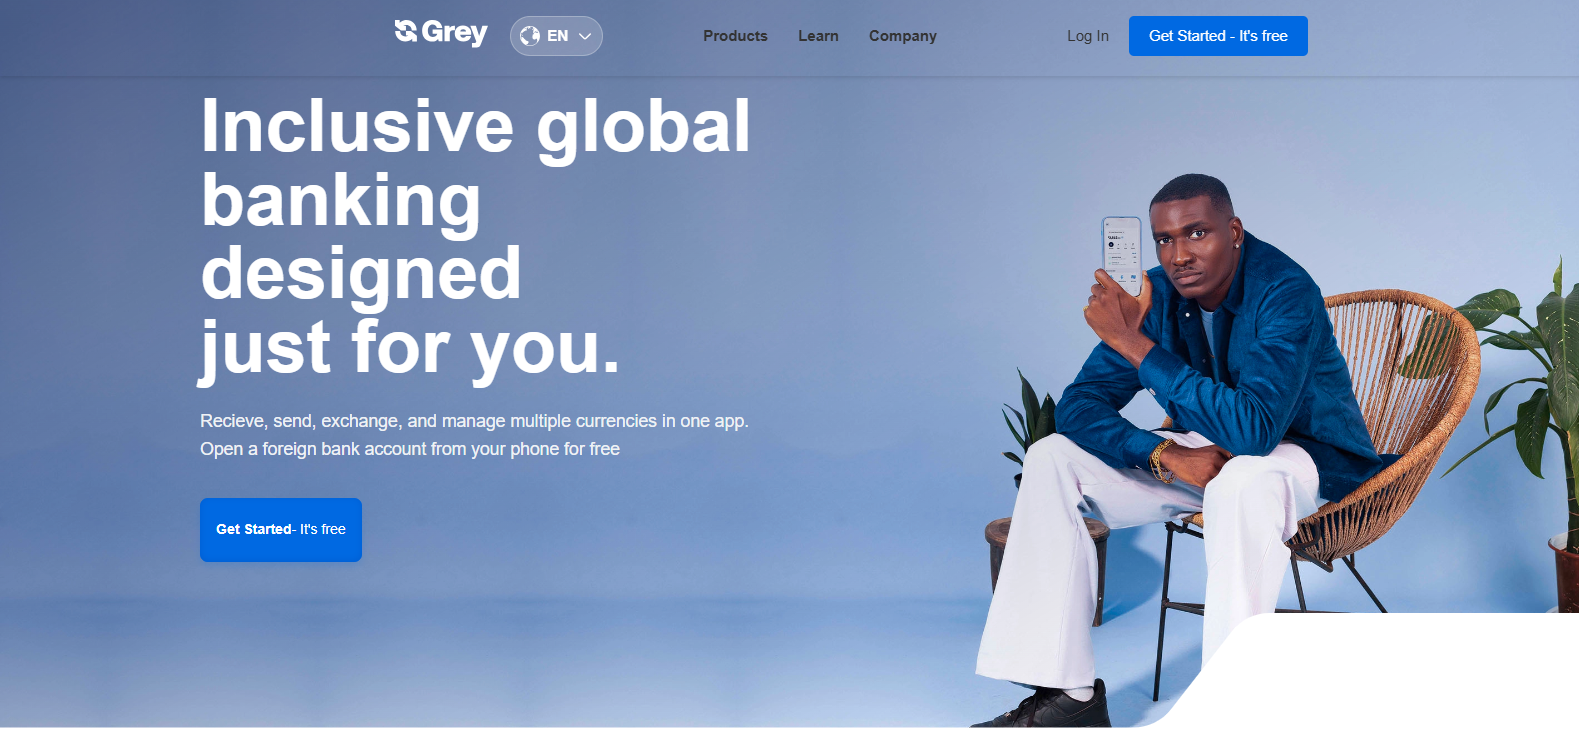 Grey
EN
Products
Learn
Company
Log In
Get Started - It's free
Inclusive global
banking
designed
just for you.
Recieve, send, exchange, and manage multiple currencies in one app.
Open a foreign bank account from your phone for free
Get Started- It's free